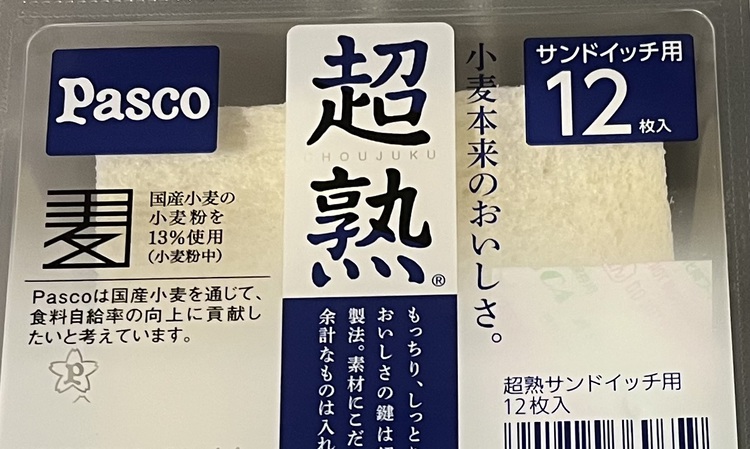 Pasco
超熟
CHOUJUKU
®
小麦本来のおいしさ。
サンドイッチ用
12枚入
麦
国産小麦の
小麦粉を
13%使用
(小麦粉中)
Pascoは国産小麦を通じて、
食料自給率の向上に貢献し
たいと考えています。
P
もっちり、しっと
おいしさの鍵は
製法。素材にこだ
余計なものは入れ
超熟サンドイッチ用
12枚入